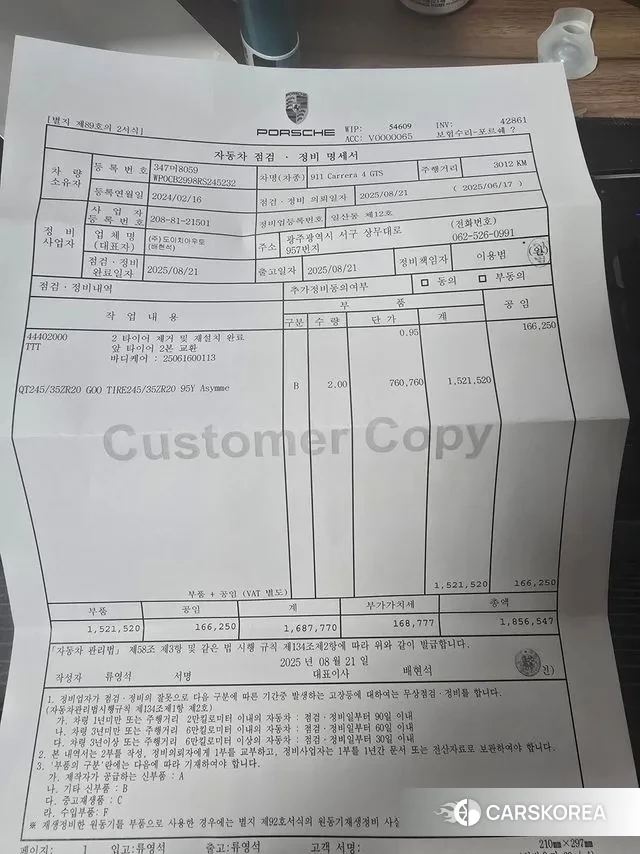 [별지 제89호의 2서식]
PORSCHE
WIP: 54609 INV: 42861
ACC: V0000065 보험수리-포르쉐 ?
자동차 점검 · 정비 명세서
차 량 소유자
등록번호 347머8059 WP0CB2998RS245232 차명(차종) 911 Carrera 4 GTS 주행거리 3012 KM
등록연월일 2024/02/16 점검 · 정비 의뢰일자 2025/08/21 ( 2025/06/17 )
정 비 사업자
사 업 자 등록번호 208-81-21501 정비업등록번호 일산동 제12호
업 체 명 (대표자) (주)도이치아우토 (배현석) 주소 광주광역시 서구 상무대로 957번지 (전화번호) 062-526-0991
점검 · 정비 완료일자 2025/08/21 출고일자 2025/08/21 정비책임자 이용범 (인)
점검 · 정비내역 추가정비동의여부 □ 동의 □ 부동의
작 업 내 용 부 품 공 임
구분 수 량 단 가 계
44402000 2 타이어 제거 및 재설치 완료 0.95 166,250
TTT 앞 타이어 2본 교환
바디케어 : 25061600113
QT245/35ZR20 GOO TIRE245/35ZR20 95Y Asymme B 2.00 760,760 1,521,520
Customer Copy
부품 + 공임 (VAT 별도) 1,521,520 166,250
부품 공임 계 부가가치세 총액
1,521,520 166,250 1,687,770 168,777 1,856,547
「자동차 관리법」 제58조 제3항 및 같은 법 시행 규칙 제134조제2항에 따라 위와 같이 발급합니다.
2025 년 08 월 21 일
작성자 류영석 서명 대표이사 배현석 인)
1. 정비업자가 점검 · 정비의 잘못으로 다음 구분에 따른 기간중 발생하는 고장등에 대하여는 무상점검 · 정비를 합니다.
(자동차관리법시행규칙 제134조 제1항 제2호)
가. 차령 1년미만 또는 주행거리 2만킬로미터 이내의 자동차 : 점검 · 정비일부터 90일 이내
나. 차령 3년미만 또는 주행거리 6만킬로미터 이내의 자동차 : 점검 · 정비일부터 60일 이내
다. 차령 3년이상 또는 주행거리 6만킬로미터 이상의 자동차 : 점검 · 정비일부터 30일 이내
2. 본 내역서는 2부를 작성, 정비의뢰자에게 1부를 교부하고, 정비사업자는 1부를 1년간 문서 또는 전산자료로 보관하여야 합니다.
3. '부품의 구분'란에는 다음에 따라 기재하여야 합니다.
가. 제작자가 공급하는 신부품 : A
나. 기타 신부품 : B
다. 중고재생품 : C
라. 수입부품: F
※ 재생정비한 원동기를 부품으로 사용한 경우에는 별지 제92호서식의 원동기재생정비 사실
CARSKOREA
페이지: 1 입고:류영석 출고:류영석 고객 서명: 210㎜×297㎜